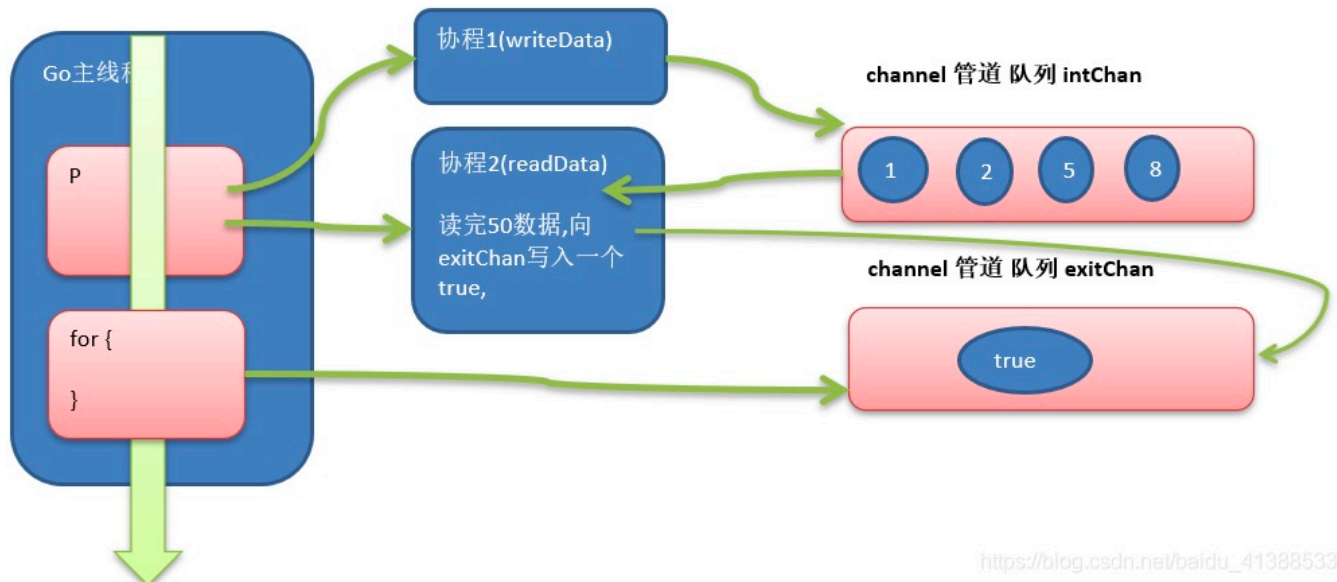 协程1(writeData)
Go主线程
channel 管道 队列 intChan
协程2(readData)
1
2
5
8
P
读完50数据,向
exitChan写入一个
true,
channel 管道 队列 exitChan
for {
true
}
https://blog.csdn.net/baidu_41388533